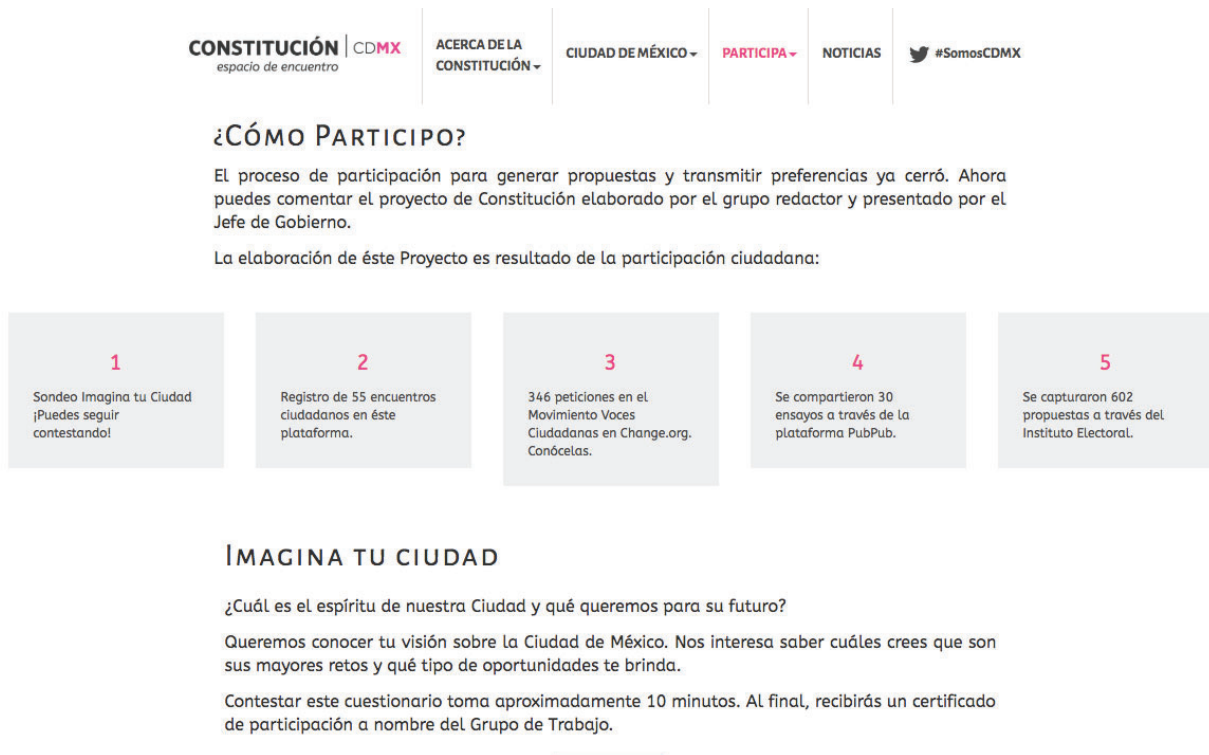 CONSTITUCIÓN CDMX
espacio de encuentro
ACERCA DE LA
CONSTITUCIÓN
CIUDAD DE MÉXICO
PARTICIPA
NOTICIAS
#SomosCDMX
¿Cómo Participo?
El proceso de participación para generar propuestas y transmitir preferencias ya cerró. Ahora
puedes comentar el proyecto de Constitución elaborado por el grupo redactor y presentado por el
Jefe de Gobierno.
La elaboración de éste Proyecto es resultado de la participación ciudadana:
1
Sondeo Imagina tu Ciudad
¡Puedes seguir
contestando!
2
Registro de 55 encuentros
ciudadanos en éste
plataforma.
3
346 peticiones en el
Movimiento Voces
Ciudadanas en Change.org.
Conócelas.
4
Se compartieron 30
ensayos a través de la
plataforma PubPub.
5
Se capturaron 602
propuestas a través del
Instituto Electoral.
Imagina tu ciudad
¿Cuál es el espíritu de nuestra Ciudad y qué queremos para su futuro?
Queremos conocer tu visión sobre la Ciudad de México. Nos interesa saber cuáles crees que son
sus mayores retos y qué tipo de oportunidades te brinda.
Contestar este cuestionario toma aproximadamente 10 minutos. Al final, recibirás un certificado
de participación a nombre del Grupo de Trabajo.